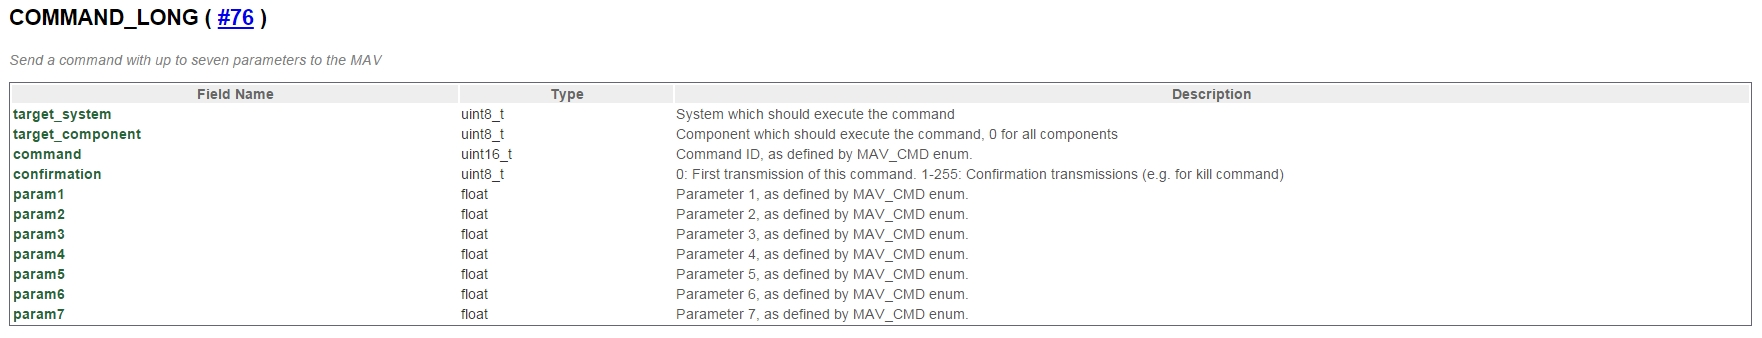 COMMAND_LONG ( #76 )
Send a command with up to seven parameters to the MAV
Field Name Type Description
target_system uint8_t System which should execute the command
target_component uint8_t Component which should execute the command, 0 for all components
command uint16_t Command ID, as defined by MAV_CMD enum.
confirmation uint8_t 0: First transmission of this command. 1-255: Confirmation transmissions (e.g. for kill command)
param1 float Parameter 1, as defined by MAV_CMD enum.
param2 float Parameter 2, as defined by MAV_CMD enum.
param3 float Parameter 3, as defined by MAV_CMD enum.
param4 float Parameter 4, as defined by MAV_CMD enum.
param5 float Parameter 5, as defined by MAV_CMD enum.
param6 float Parameter 6, as defined by MAV_CMD enum.
param7 float Parameter 7, as defined by MAV_CMD enum.